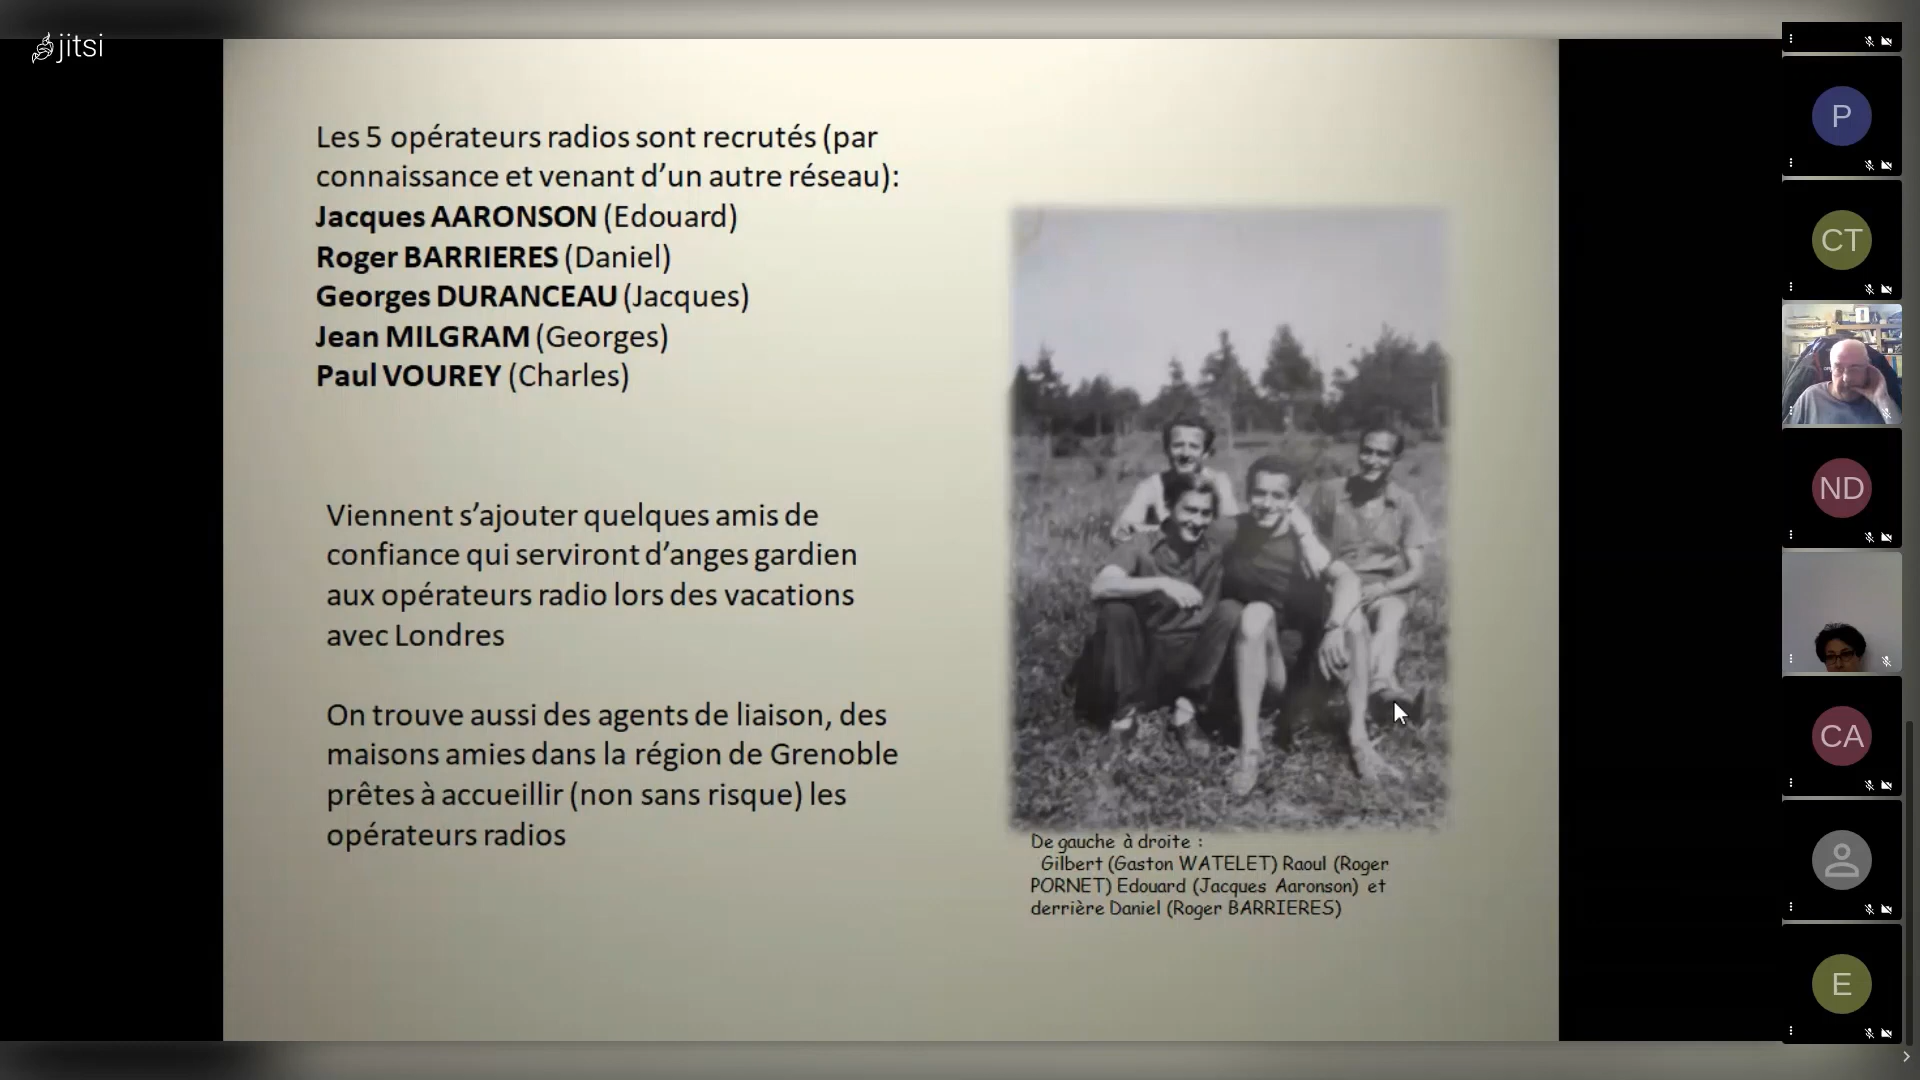 jitsi
Les 5 opérateurs radios sont recrutés (par
connaissance et venant d'un autre réseau):
Jacques AARONSON (Edouard)
Roger BARRIERES (Daniel)
Georges DURANCEAU (Jacques)
Jean MILGRAM (Georges)
Paul VOUREY (Charles)
Viennent s'ajouter quelques amis de
confiance qui serviront d'anges gardien
aux opérateurs radio lors des vacations
avec Londres
On trouve aussi des agents de liaison, des
maisons amies dans la région de Grenoble
prêtes à accueillir (non sans risque) les
opérateurs radios
De gauche à droite :
Gilbert (Gaston WATELET) Raoul (Roger
PORNET) Edouard (Jacques Aaronson) et
derrière Daniel (Roger BARRIERES)
P
CT
ND
CA
E